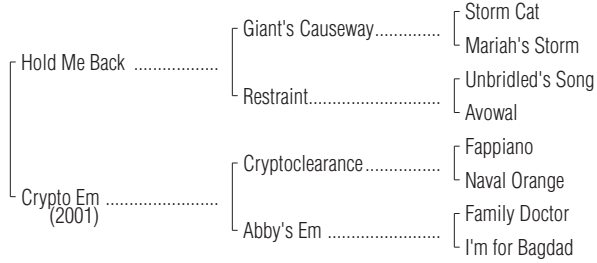 Storm Cat
Giant's Causeway..............
Mariah's Storm
Hold Me Back ..................
Unbridled's Song
Restraint............................
Avowal
Fappiano
Cryptoclearance................
Naval Orange
Crypto Em ........................
(2001)
Family Doctor
Abby's Em ........................
I'm for Bagdad